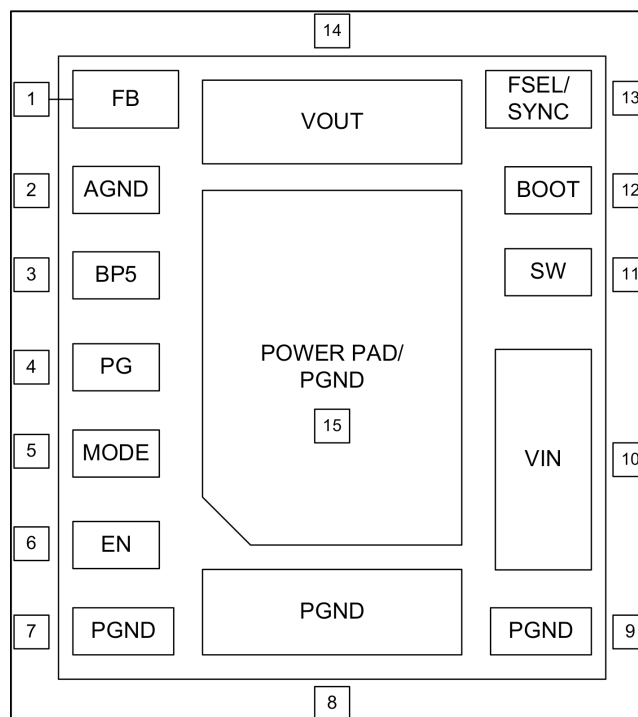 14
1
FB
VOUT
FSEL/
SYNC
13
2
AGND
BOOT
12
3
BP5
SW
11
4
PG
POWER PAD/
PGND
15
VIN
10
5
MODE
6
EN
7
PGND
PGND
PGND
9
8